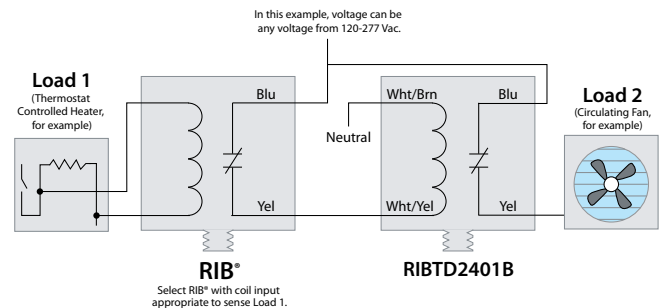 In this example, voltage can be
any voltage from 120-277 Vac.
Load 1
(Thermostat
Controlled Heater,
for example)
Blu
Yel
RIB®
Select RIB® with coil input
appropriate to sense Load 1.
Wht/Brn
Neutral
Wht/Yel
Blu
Yel
RIBTD2401B
Load 2
(Circulating Fan,
for example)